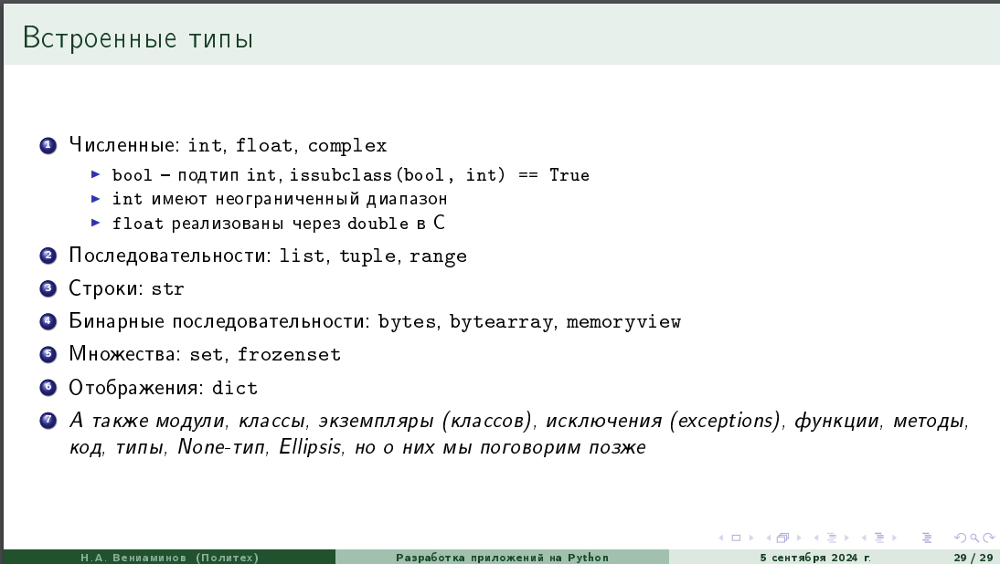 Встроенные типы
1 Численные: int, float, complex
bool – подтип int, issubclass(bool, int) == True
int имеют неограниченный диапазон
float реализованы через double в C
2 Последовательности: list, tuple, range
3 Строки: str
4 Бинарные последовательности: bytes, bytearray, memoryview
5 Множества: set, frozenset
6 Отображения: dict
7 А также модули, классы, экземпляры (классов), исключения (exceptions), функции, методы,
код, типы, None-тип, Ellipsis, но о них мы поговорим позже
Н.А. Вениаминов (Политех) Разработка приложений на Python 5 сентября 2024 г. 29 / 29